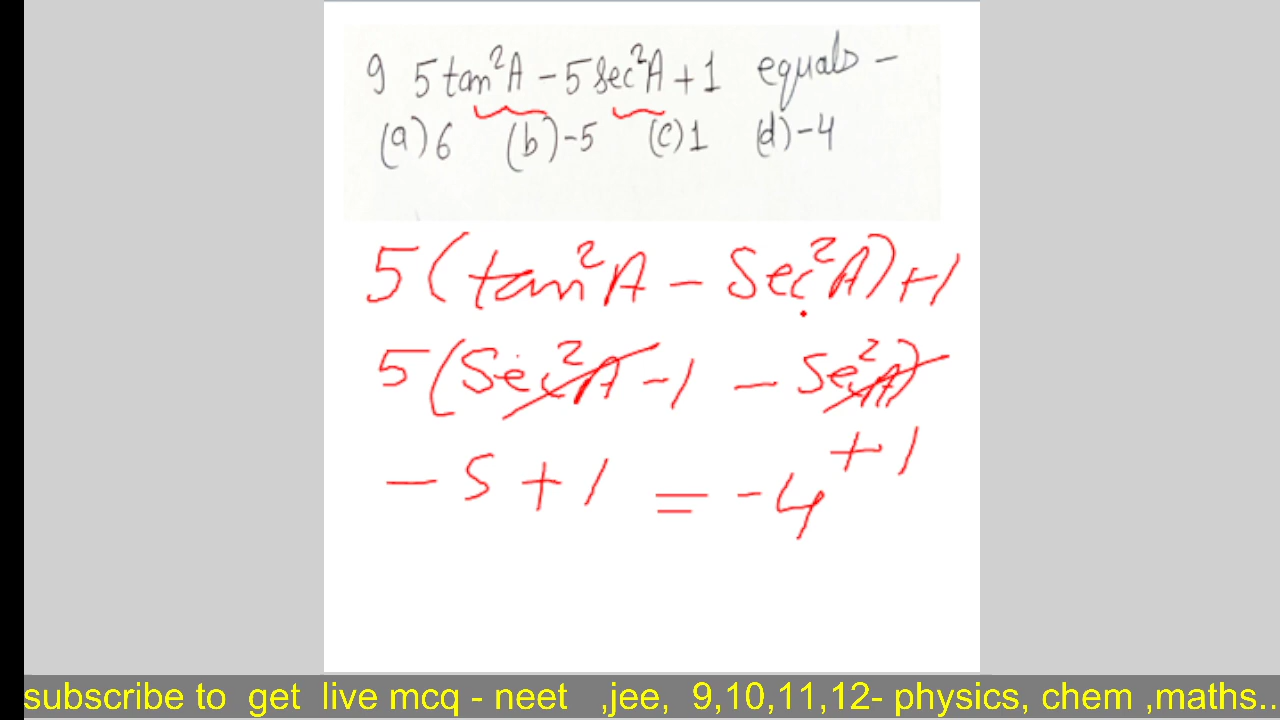 9 5tan²A - 5sec²A + 1 equals -
(a) 6 (b) -5 (c) 1 (d) -4
5(tan²A - Sec²A) + 1
5(Sec²A - 1 - Sec²A)
+ 1
- 5 + 1 = -4
subscribe to get live mcq - neet ,jee, 9,10,11,12- physics, chem ,maths..